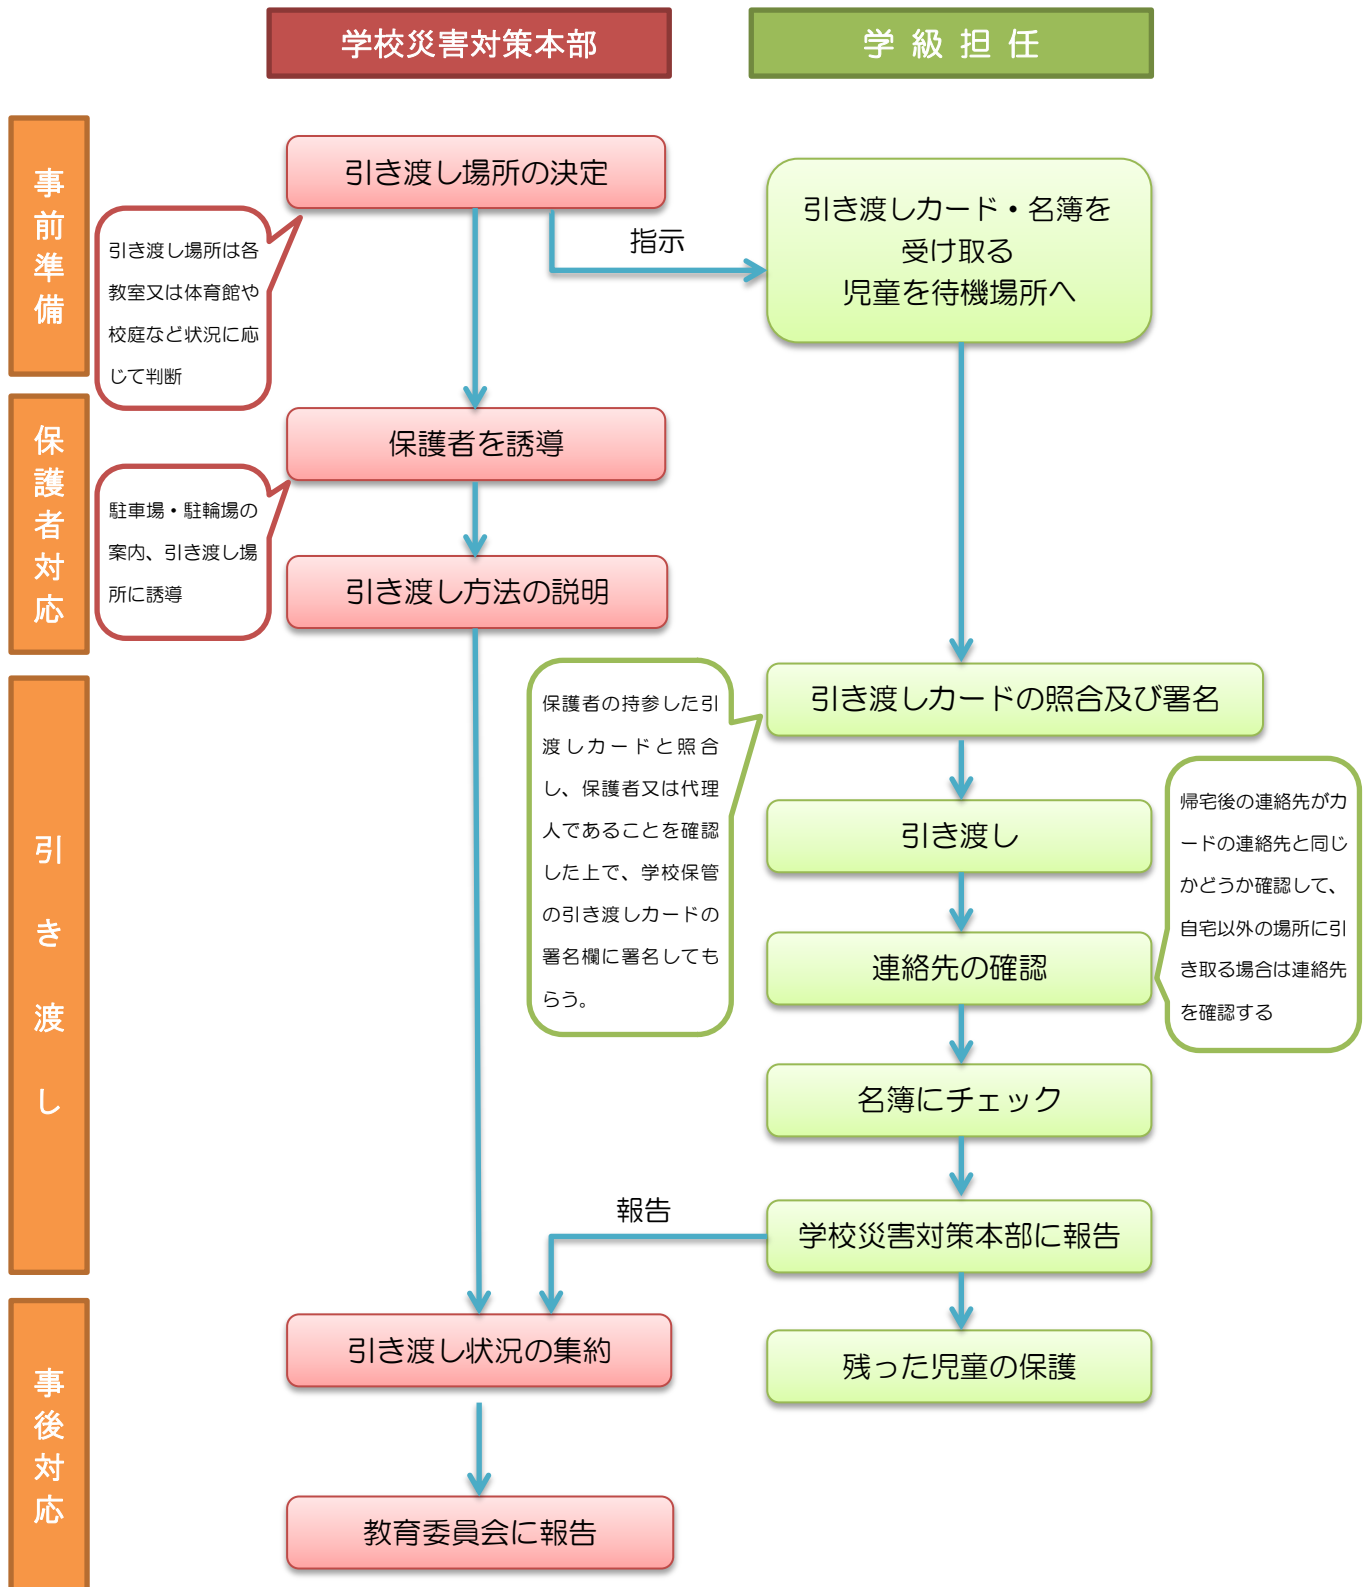 学校災害対策本部
学級担任
事前準備
引き渡し場所の決定
引き渡し場所は各
教室又は体育館や
校庭など状況に応
じて判断
指示
引き渡しカード・名簿を
受け取る
児童を待機場所へ
保護者対応
保護者を誘導
駐車場・駐輪場の
案内、引き渡し場
所に誘導
引き渡し方法の説明
引き渡し
引き渡しカードの照合及び署名
保護者の持参した引
渡しカードと照合
し、保護者又は代理
人であることを確認
した上で、学校保管
の引き渡しカードの
署名欄に署名しても
らう。
引き渡し
帰宅後の連絡先がカ
ードの連絡先と同じ
かどうか確認して、
自宅以外の場所に引
き取る場合は連絡先
を確認する
連絡先の確認
名簿にチェック
報告
学校災害対策本部に報告
事後対応
引き渡し状況の集約
残った児童の保護
教育委員会に報告